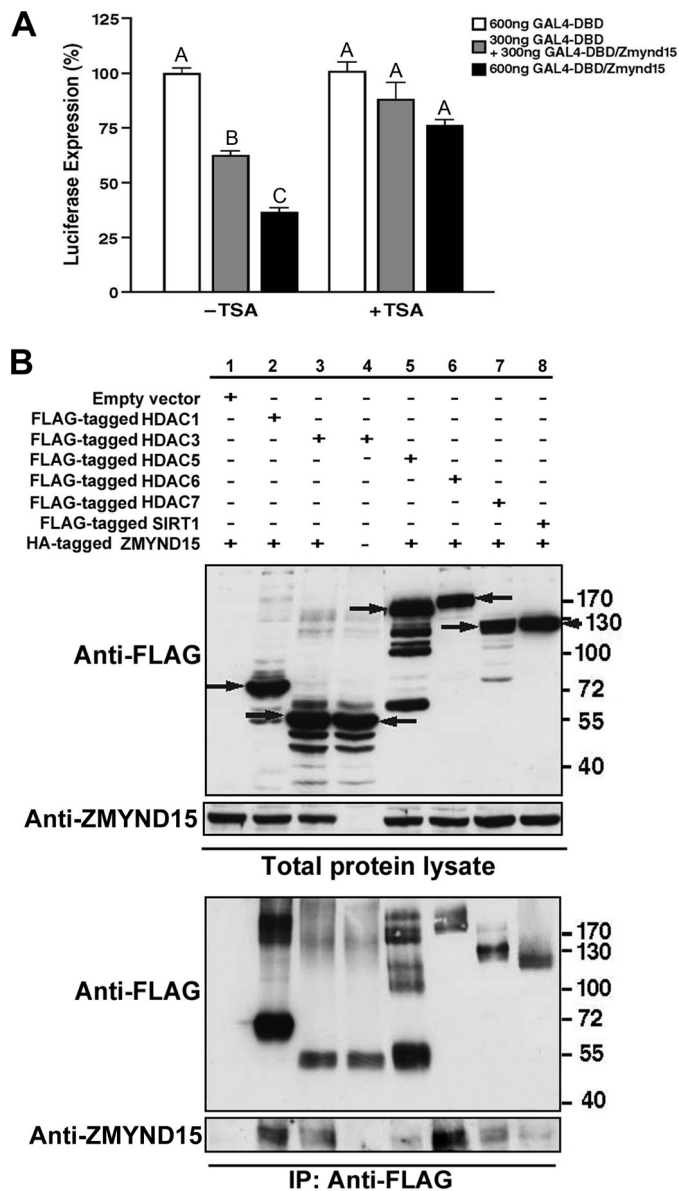 A
600ng GAL4-DBD
300ng GAL4-DBD
+ 300ng GAL4-DBD/Zmynd15
600ng GAL4-DBD/Zmynd15
Luciferase Expression (%)
125
100
75
50
25
0
A
B
C
A
A
A
–TSA
+TSA
B
1 2 3 4 5 6 7 8
Empty vector + - - - - - - -
FLAG-tagged HDAC1 - + - - - - - -
FLAG-tagged HDAC3 - - + + - - - -
FLAG-tagged HDAC5 - - - - + - - -
FLAG-tagged HDAC6 - - - - - + - -
FLAG-tagged HDAC7 - - - - - - + -
FLAG-tagged SIRT1 - - - - - - - +
HA-tagged ZMYND15 + + + - + + + +
Anti-FLAG
170
130
100
72
55
40
Anti-ZMYND15
Total protein lysate
Anti-FLAG
170
130
100
72
55
40
Anti-ZMYND15
IP: Anti-FLAG